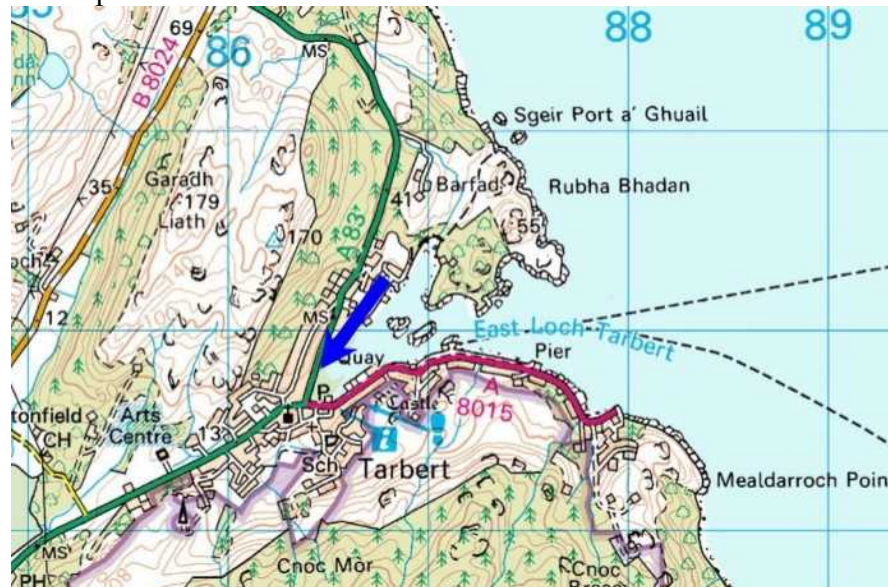 69
MS
86
88
89
B 8024
Sgeir Port a' Ghuail
35
Garadh
179
Liath
41
Barfad
Rubha Bhadan
55
170
A 83
12
MS
East Loch Tarbert
Quay
Pier
P
A
8015
Castle
tonfield
CH
Arts
Centre
13
P
i
Sch
Tarbert
Mealdarroch Poin
MS
PH
Cnoc Mòr
Cnoc